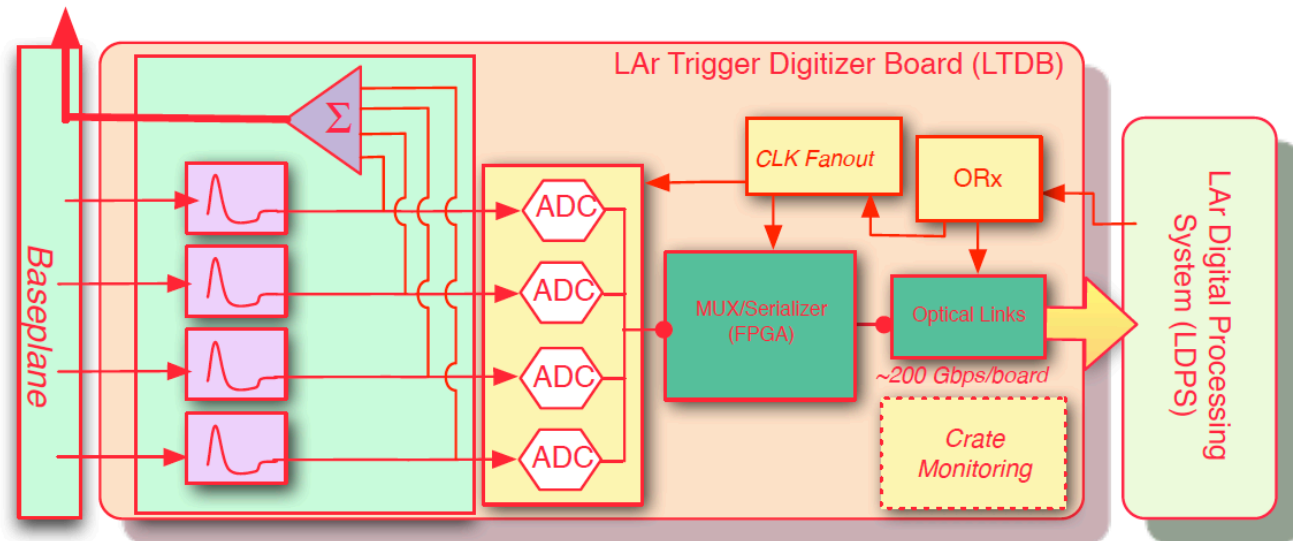 LAr Trigger Digitizer Board (LTDB)
Σ
CLK Fanout
ORx
ADC
ADC
ADC
ADC
MUX/Serializer
(FPGA)
Optical Links
~200 Gbps/board
Crate
Monitoring
Baseplane
LAr Digital Processing
System (LDPS)